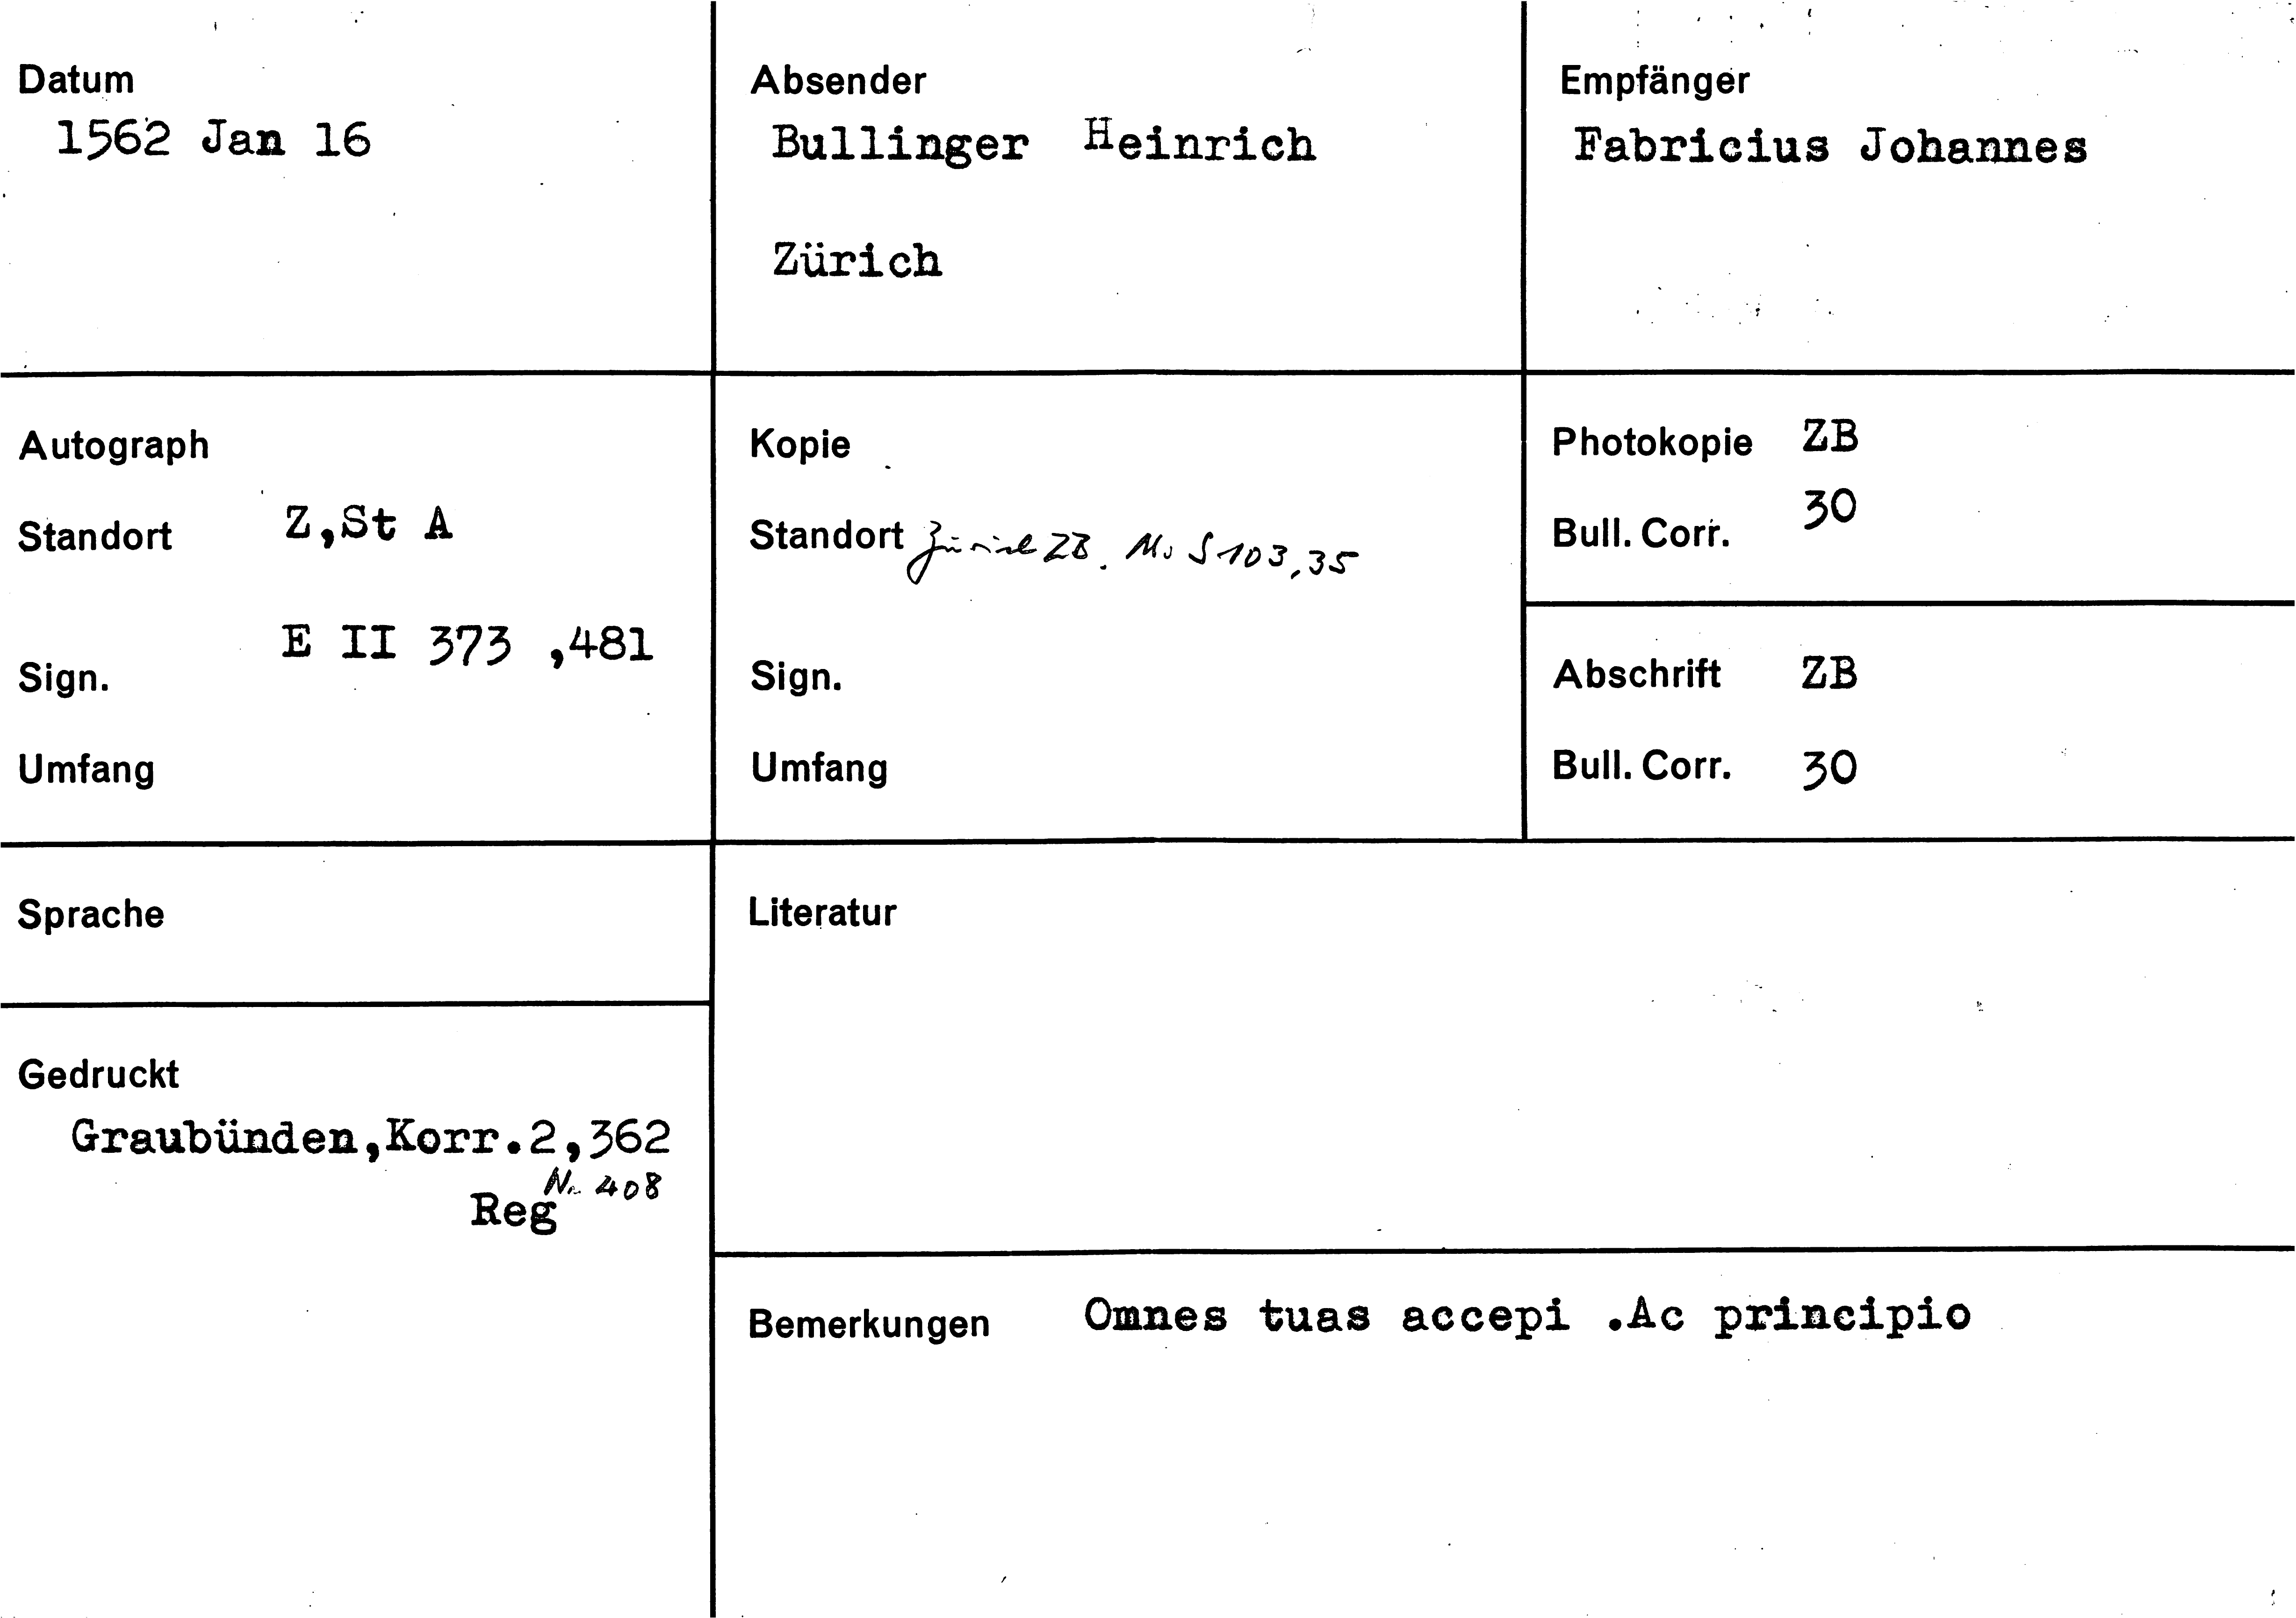 Datum
1562 Jan 16
Absender
Bullinger Heinrich
Zürich
Empfänger
Fabricius Johannes
Autograph
Standort Z,St A
Sign. E II 373 ,481
Umfang
Kopie
Standort Zürich ZB. Ms S 103,35
Sign.
Umfang
Photokopie ZB
Bull. Corr. 30
Abschrift ZB
Bull. Corr. 30
Sprache
Literatur
Gedruckt
Graubünden,Korr.2,362
Nr. 408
Reg
Bemerkungen Omnes tuas accepi .Ac principio